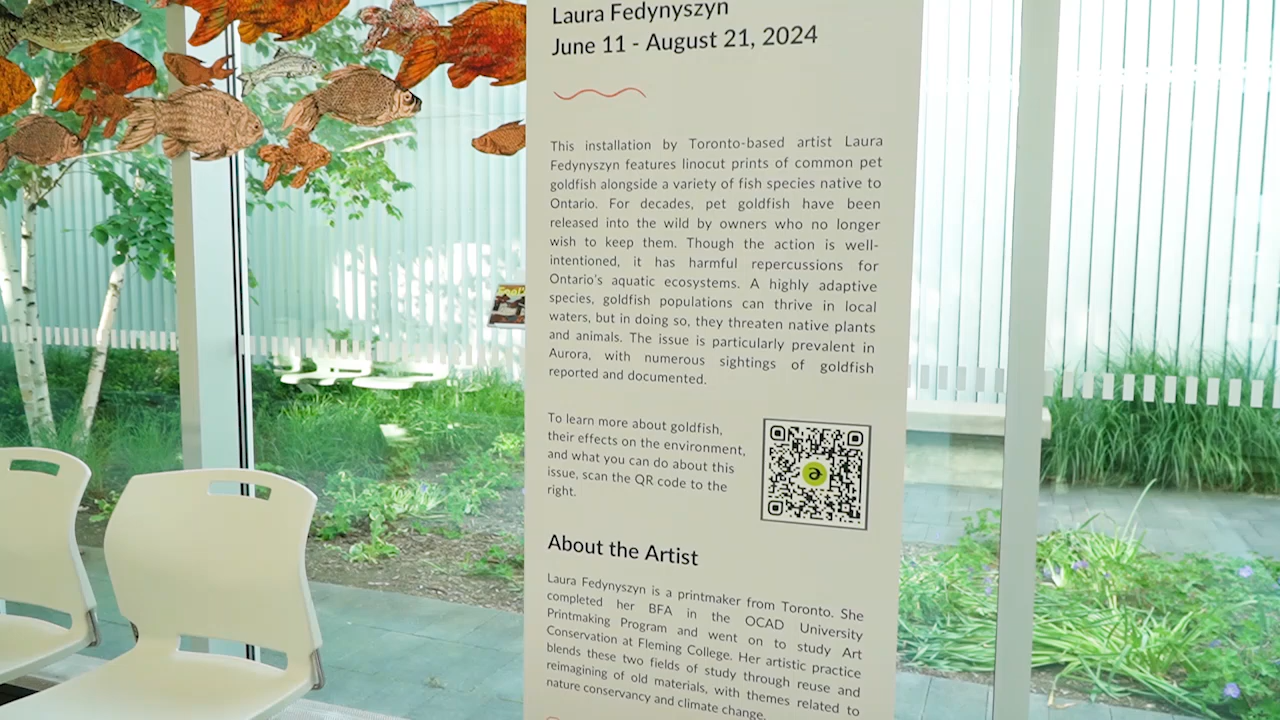 Laura Fedynyszyn
June 11 - August 21, 2024
This installation by Toronto-based artist Laura
Fedynyszyn features linocut prints of common pet
goldfish alongside a variety of fish species native to
Ontario. For decades, pet goldfish have been
released into the wild by owners who no longer
wish to keep them. Though the action is well-
intentioned, it has harmful repercussions for
Ontario's aquatic ecosystems. A highly adaptive
species, goldfish populations can thrive in local
waters, but in doing so, they threaten native plants
and animals. The issue is particularly prevalent in
Aurora, with numerous sightings of goldfish
reported and documented.
To learn more about goldfish,
their effects on the environment,
and what you can do about this
issue, scan the QR code to the
right.
About the Artist
Laura Fedynyszyn is a printmaker from Toronto. She
completed her BFA in the OCAD University
Printmaking Program and went on to study Art
Conservation at Fleming College. Her artistic practice
blends these two fields of study through reuse and
reimagining of old materials, with themes related to
nature conservancy and climate change.